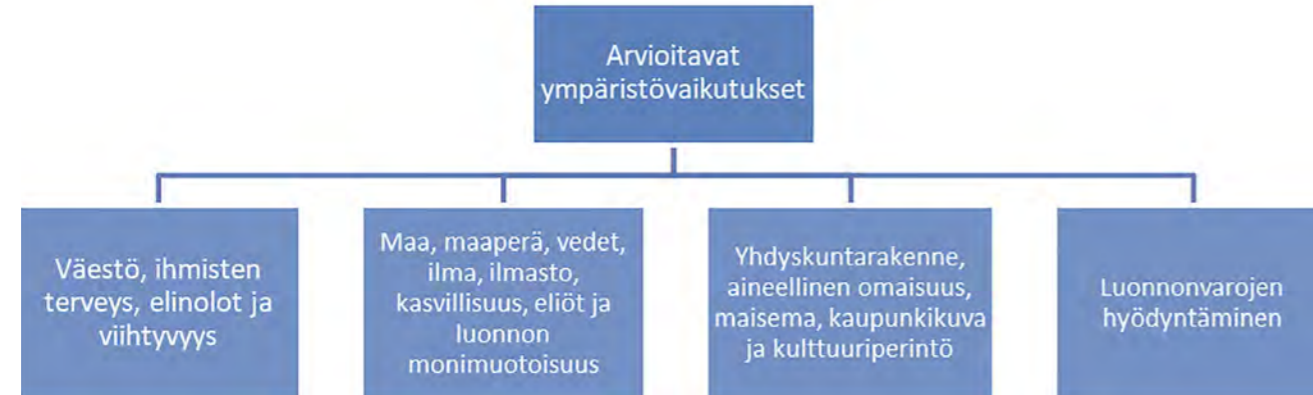 Arvioitavat
ympäristövaikutukset
Väestö, ihmisten
terveys, elinolot ja
viihtyvyys
Maa, maaperä, vedet,
ilma, ilmasto,
kasvillisuus, eliöt ja
luonnon
monimuotoisuus
Yhdyskuntarakenne,
aineellinen omaisuus,
maisema, kaupunkikuva
ja kulttuuriperintö
Luonnonvarojen
hyödyntäminen